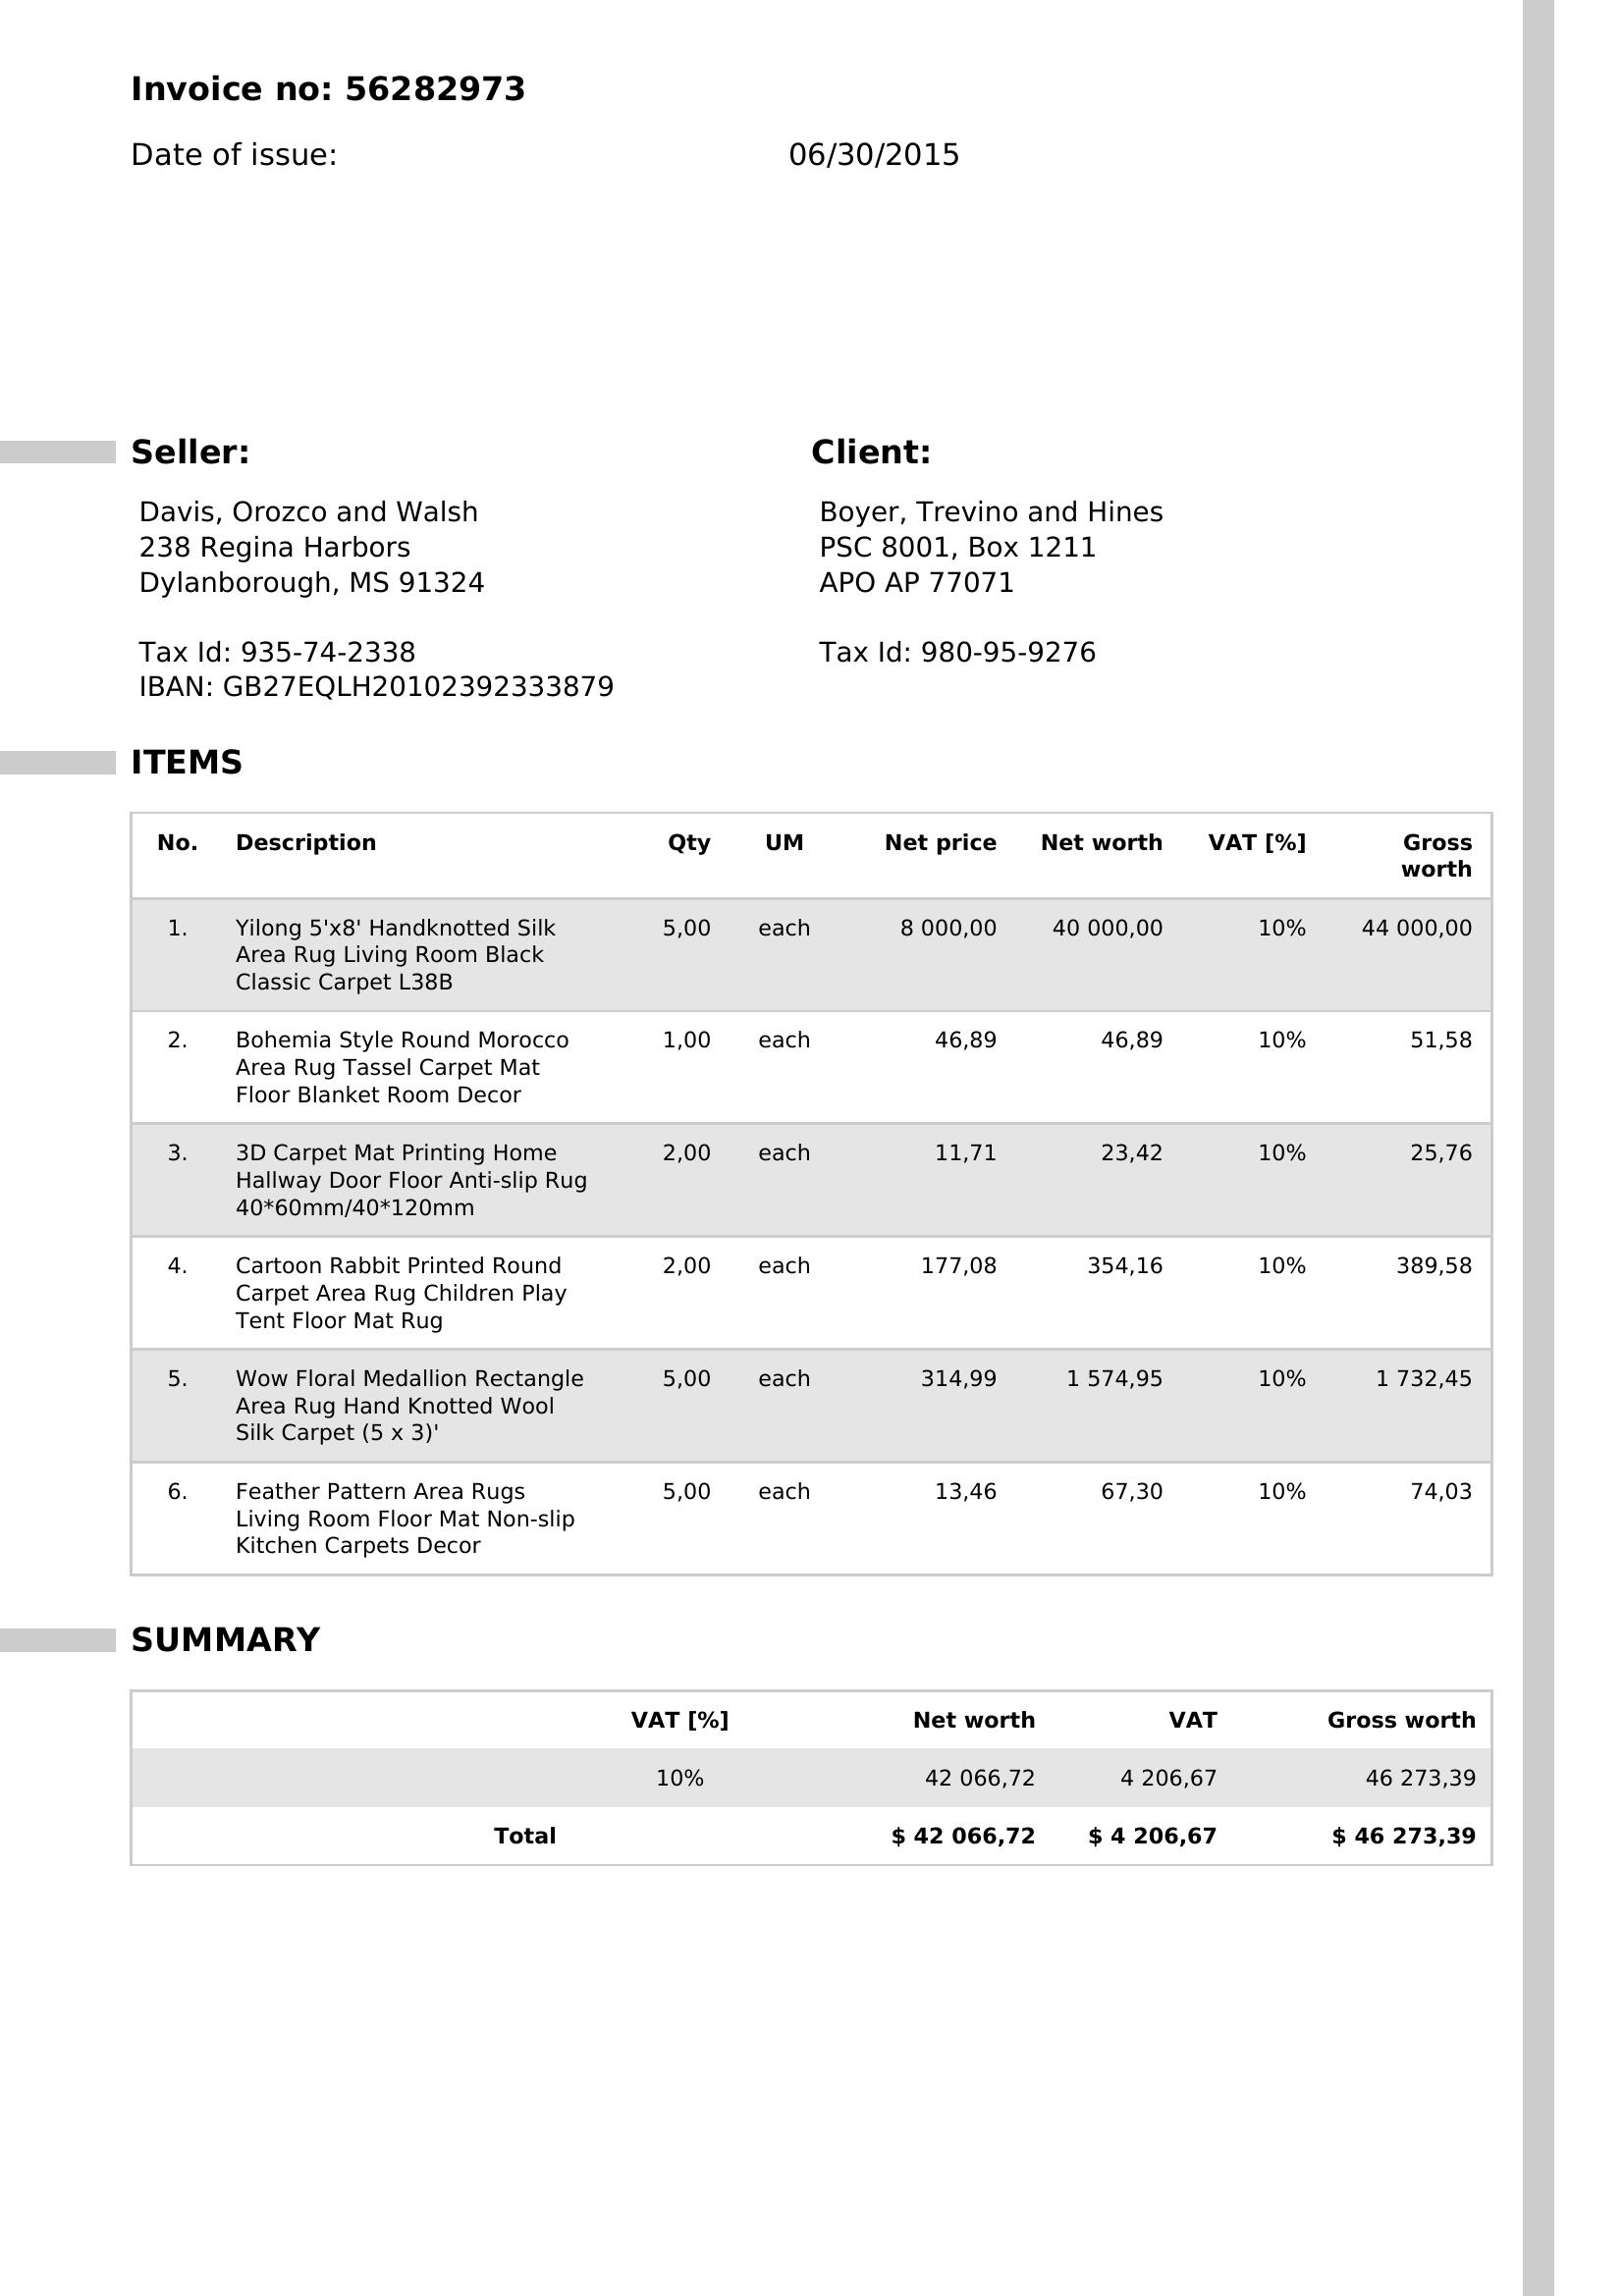 Invoice no: 56282973
Date of issue: 06/30/2015
Seller: Client:
Davis, Orozco and Walsh
238 Regina Harbors
Dylanborough, MS 91324
Tax Id: 935-74-2338
IBAN: GB27EQLH20102392333879
Boyer, Trevino and Hines
PSC 8001, Box 1211
APO AP 77071
Tax Id: 980-95-9276
ITEMS
No. Description Qty UM Net price Net worth VAT [%] Gross
worth
1. Yilong 5'x8' Handknotted Silk 5,00 each 8 000,00 40 000,00 10% 44 000,00
Area Rug Living Room Black
Classic Carpet L38B
2. Bohemia Style Round Morocco 1,00 each 46,89 46,89 10% 51,58
Area Rug Tassel Carpet Mat
Floor Blanket Room Decor
3. 3D Carpet Mat Printing Home 2,00 each 11,71 23,42 10% 25,76
Hallway Door Floor Anti-slip Rug
40*60mm/40*120mm
4. Cartoon Rabbit Printed Round 2,00 each 177,08 354,16 10% 389,58
Carpet Area Rug Children Play
Tent Floor Mat Rug
5. Wow Floral Medallion Rectangle 5,00 each 314,99 1 574,95 10% 1 732,45
Area Rug Hand Knotted Wool
Silk Carpet (5 x 3)'
6. Feather Pattern Area Rugs 5,00 each 13,46 67,30 10% 74,03
Living Room Floor Mat Non-slip
Kitchen Carpets Decor
SUMMARY
VAT [%] Net worth VAT Gross worth
10% 42 066,72 4 206,67 46 273,39
Total $ 42 066,72 $ 4 206,67 $ 46 273,39